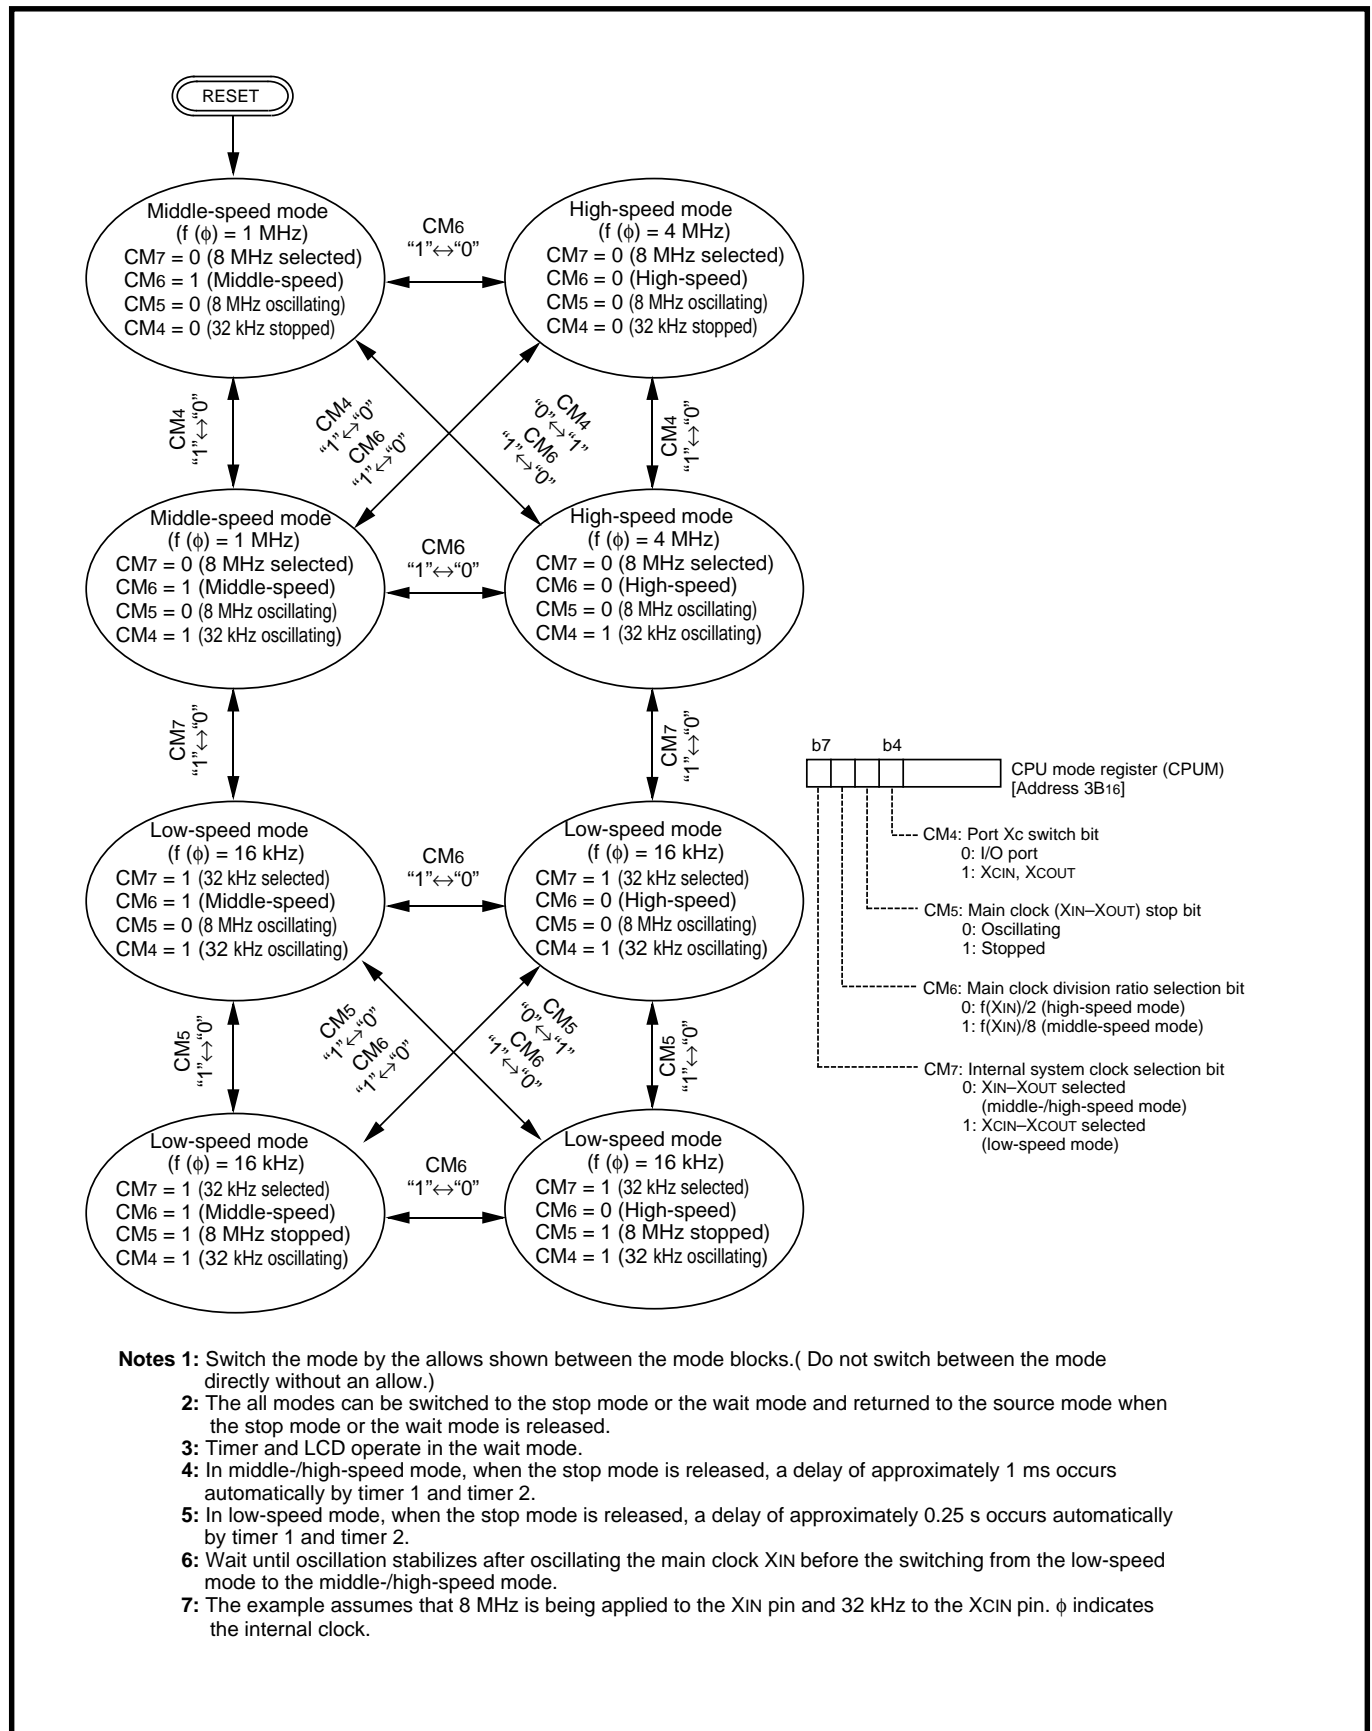 RESET
Middle-speed mode
(f (ϕ) = 1 MHz)
CM7 = 0 (8 MHz selected)
CM6 = 1 (Middle-speed)
CM5 = 0 (8 MHz oscillating)
CM4 = 0 (32 kHz stopped)
CM6
“1”↔“0”
High-speed mode
(f (ϕ) = 4 MHz)
CM7 = 0 (8 MHz selected)
CM6 = 0 (High-speed)
CM5 = 0 (8 MHz oscillating)
CM4 = 0 (32 kHz stopped)
CM4
“1”↔“0”
CM4
“1”↔“0”
CM6
“1”↔“0”
CM4
“0”↔“1”
CM6
“1”↔“0”
CM4
“1”↔“0”
Middle-speed mode
(f (ϕ) = 1 MHz)
CM7 = 0 (8 MHz selected)
CM6 = 1 (Middle-speed)
CM5 = 0 (8 MHz oscillating)
CM4 = 1 (32 kHz oscillating)
CM6
“1”↔“0”
High-speed mode
(f (ϕ) = 4 MHz)
CM7 = 0 (8 MHz selected)
CM6 = 0 (High-speed)
CM5 = 0 (8 MHz oscillating)
CM4 = 1 (32 kHz oscillating)
CM7
“1”↔“0”
CM7
“1”↔“0”
Low-speed mode
(f (ϕ) = 16 kHz)
CM7 = 1 (32 kHz selected)
CM6 = 1 (Middle-speed)
CM5 = 0 (8 MHz oscillating)
CM4 = 1 (32 kHz oscillating)
CM6
“1”↔“0”
Low-speed mode
(f (ϕ) = 16 kHz)
CM7 = 1 (32 kHz selected)
CM6 = 0 (High-speed)
CM5 = 0 (8 MHz oscillating)
CM4 = 1 (32 kHz oscillating)
CM5
“1”↔“0”
CM5
“1”↔“0”
CM6
“1”↔“0”
CM5
“0”↔“1”
CM6
“1”↔“0”
CM5
“1”↔“0”
Low-speed mode
(f (ϕ) = 16 kHz)
CM7 = 1 (32 kHz selected)
CM6 = 1 (Middle-speed)
CM5 = 1 (8 MHz stopped)
CM4 = 1 (32 kHz oscillating)
CM6
“1”↔“0”
Low-speed mode
(f (ϕ) = 16 kHz)
CM7 = 1 (32 kHz selected)
CM6 = 0 (High-speed)
CM5 = 1 (8 MHz stopped)
CM4 = 1 (32 kHz oscillating)
b7 b4
CPU mode register (CPUM)
[Address 3B16]
CM4: Port Xc switch bit
0: I/O port
1: XCIN, XCOUT
CM5: Main clock (XIN–XOUT) stop bit
0: Oscillating
1: Stopped
CM6: Main clock division ratio selection bit
0: f(XIN)/2 (high-speed mode)
1: f(XIN)/8 (middle-speed mode)
CM7: Internal system clock selection bit
0: XIN–XOUT selected
(middle-/high-speed mode)
1: XCIN–XCOUT selected
(low-speed mode)
Notes 1: Switch the mode by the allows shown between the mode blocks.( Do not switch between the mode
directly without an allow.)
2: The all modes can be switched to the stop mode or the wait mode and returned to the source mode when
the stop mode or the wait mode is released.
3: Timer and LCD operate in the wait mode.
4: In middle-/high-speed mode, when the stop mode is released, a delay of approximately 1 ms occurs
automatically by timer 1 and timer 2.
5: In low-speed mode, when the stop mode is released, a delay of approximately 0.25 s occurs automatically
by timer 1 and timer 2.
6: Wait until oscillation stabilizes after oscillating the main clock XIN before the switching from the low-speed
mode to the middle-/high-speed mode.
7: The example assumes that 8 MHz is being applied to the XIN pin and 32 kHz to the XCIN pin. ϕ indicates
the internal clock.